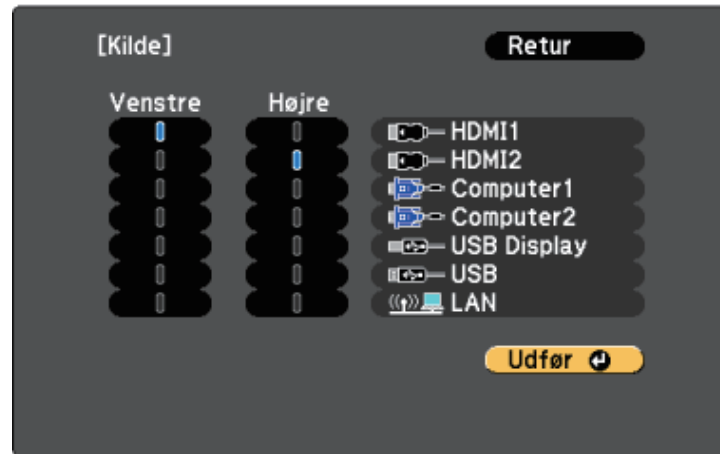 [Kilde] Retur
Venstre Højre
HDMI1
HDMI2
Computer1
Computer2
USB Display
USB
LAN
Udfør